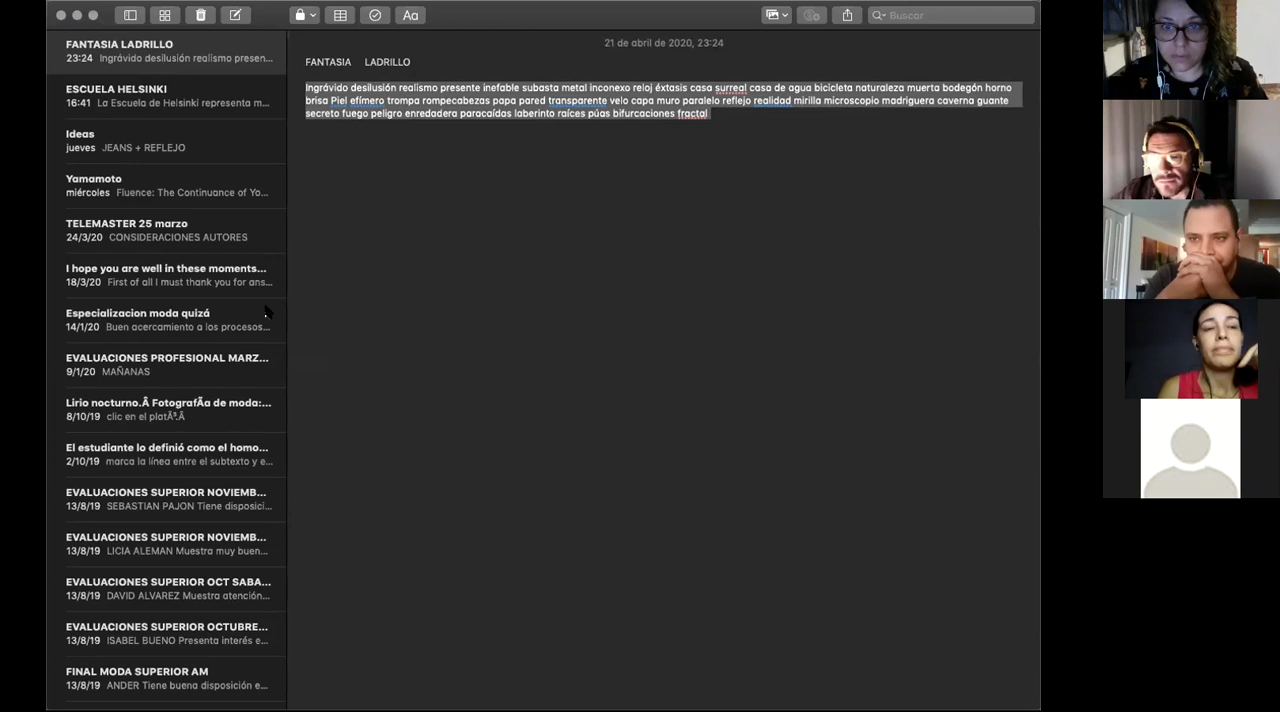 Aa
Buscar
FANTASIA LADRILLO
23:24 Ingrávido desilusión realismo presen...
ESCUELA HELSINKI
16:41 La Escuela de Helsinki representa m...
Ideas
jueves JEANS + REFLEJO
Yamamoto
miércoles Fluence: The Continuance of Yo...
TELEMASTER 25 marzo
24/3/20 CONSIDERACIONES AUTORES
I hope you are well in these moments...
18/3/20 First of all I must thank you for ans...
Especializacion moda quizá
14/1/20 Buen acercamiento a los procesos...
EVALUACIONES PROFESIONAL MARZ...
9/1/20 MAÑANAS
Lirio nocturno.Â FotografÃ­a de moda:...
8/10/19 clic en el platÃ³.Â
El estudiante lo definió como el homo...
2/10/19 marca la línea entre el subtexto y e...
EVALUACIONES SUPERIOR NOVIEMB...
13/8/19 SEBASTIAN PAJON Tiene disposici...
EVALUACIONES SUPERIOR NOVIEMB...
13/8/19 LICIA ALEMAN Muestra muy buen...
EVALUACIONES SUPERIOR OCT SABA...
13/8/19 DAVID ALVAREZ Muestra atención...
EVALUACIONES SUPERIOR OCTUBRE...
13/8/19 ISABEL BUENO Presenta interés e...
FINAL MODA SUPERIOR AM
13/8/19 ANDER Tiene buena disposición e...
21 de abril de 2020, 23:24
FANTASIA LADRILLO
Ingrávido desilusión realismo presente inefable subasta metal inconexo reloj éxtasis casa surreal casa de agua bicicleta naturaleza muerta bodegón horno
brisa Piel efímero trompa rompecabezas papa pared transparente velo capa muro paralelo reflejo realidad mirilla microscopio madriguera caverna guante
secreto fuego peligro enredadera paracaídas laberinto raíces púas bifurcaciones fractal